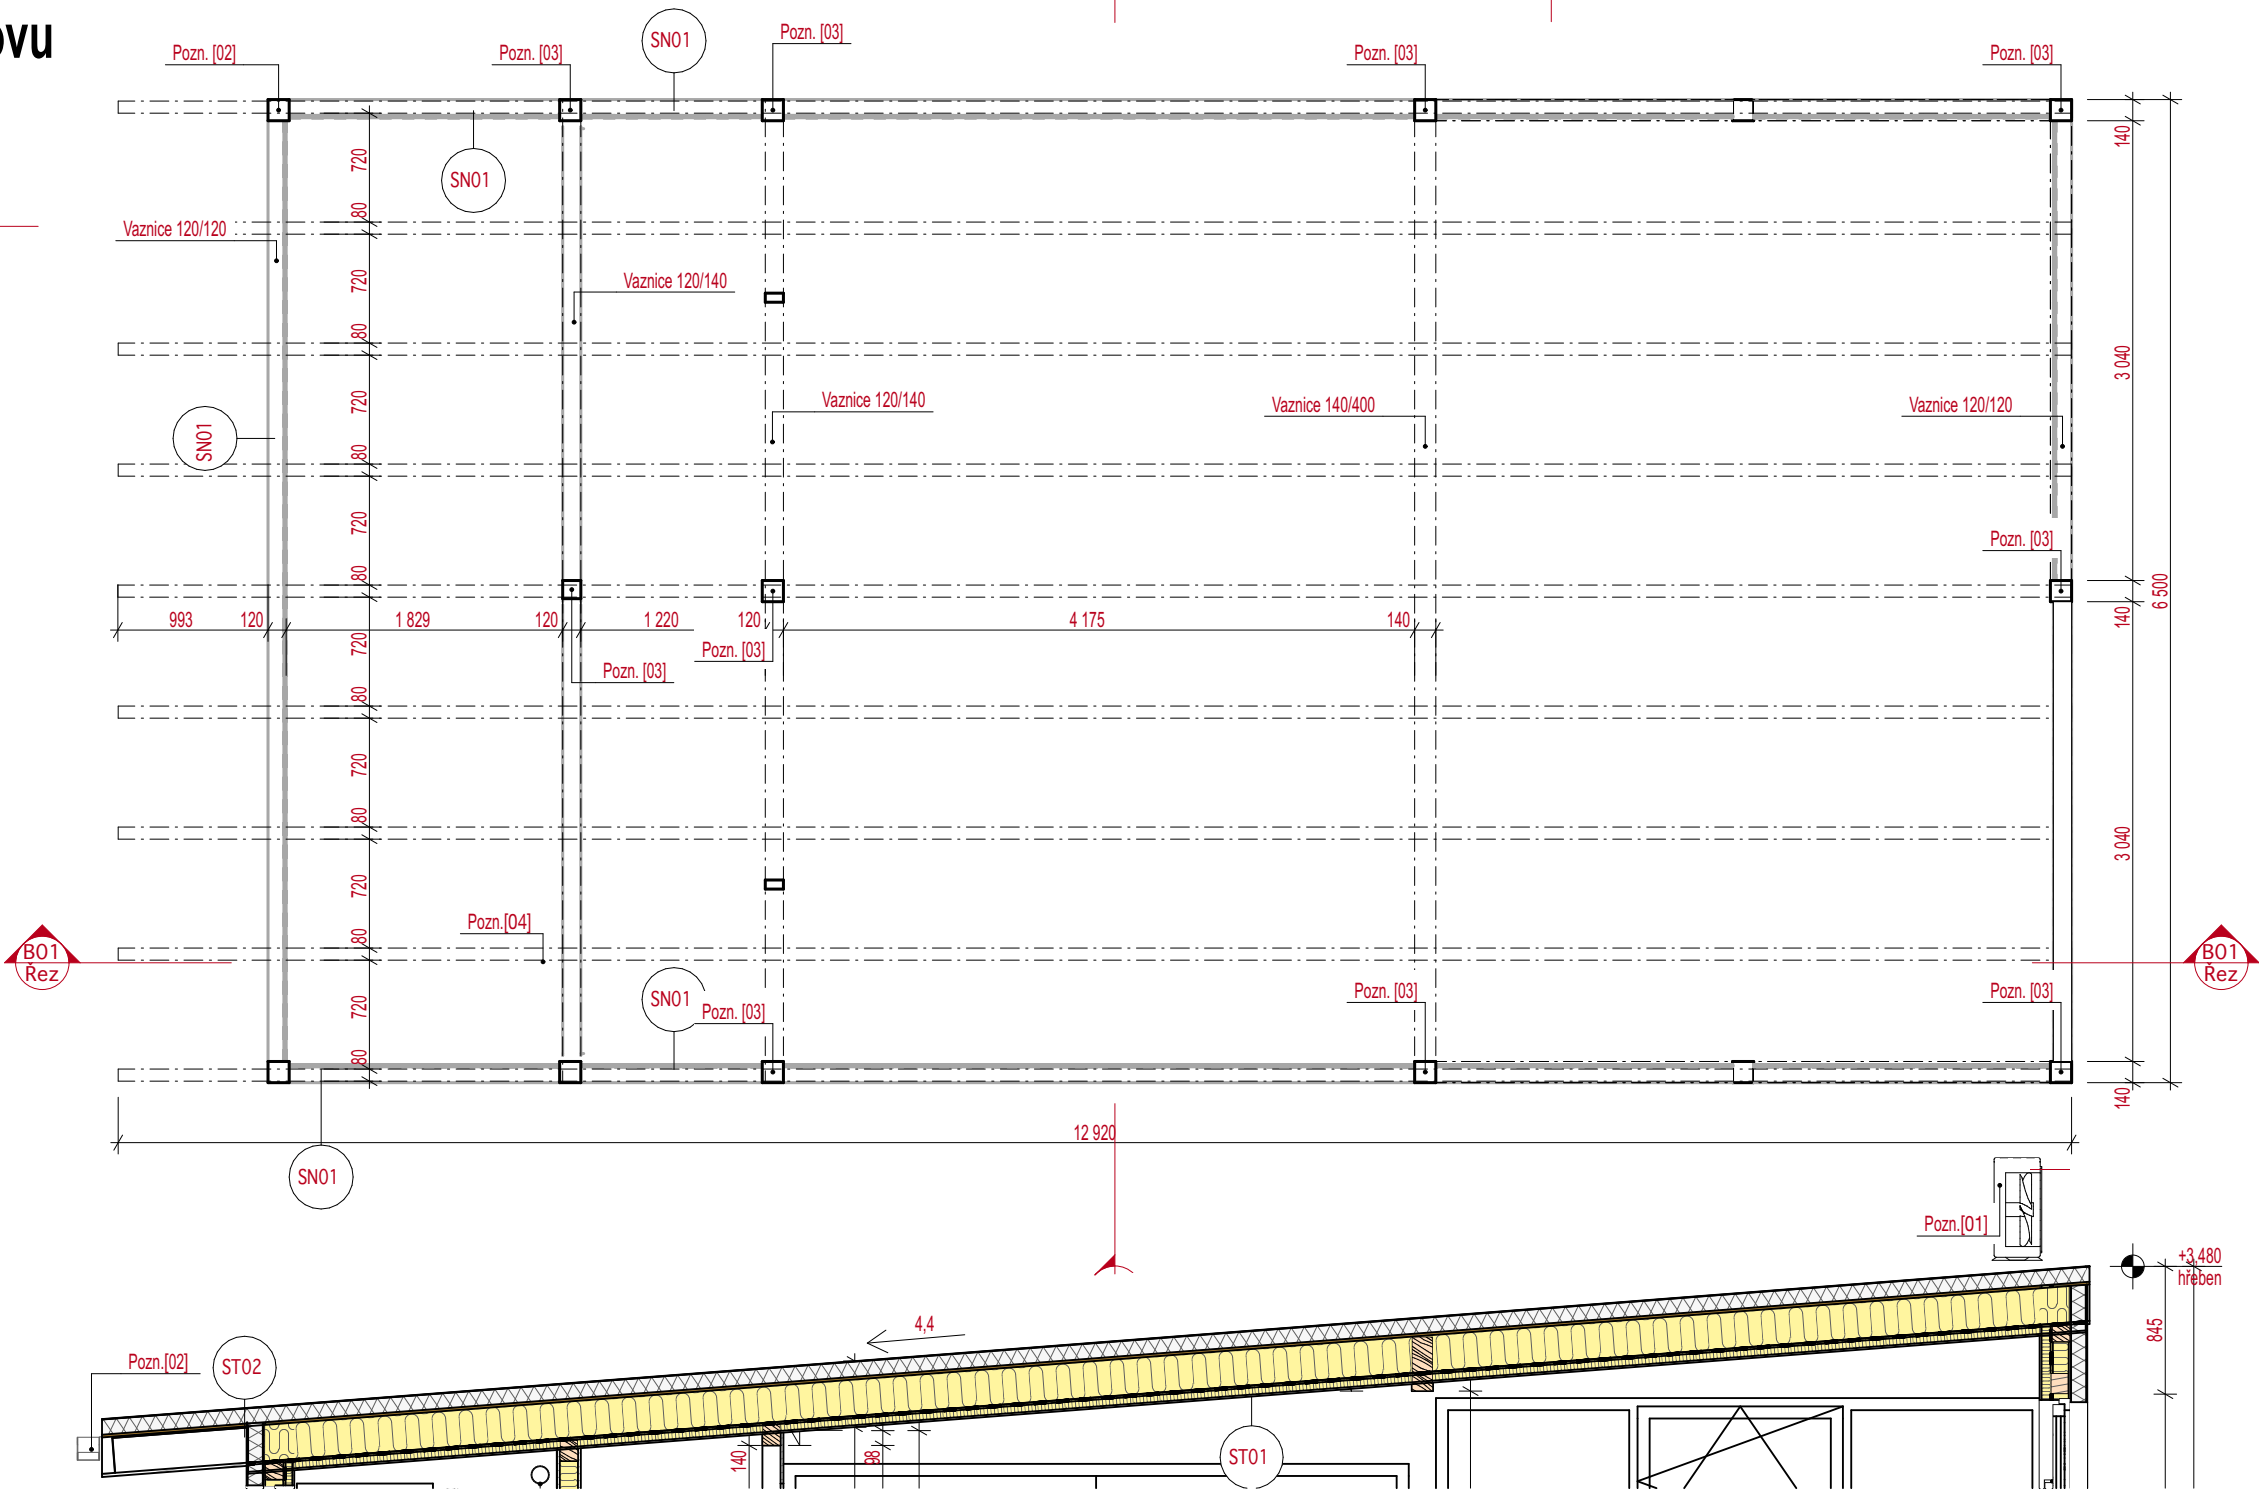 ovu
Pozn. [02]
Pozn. [03]
SN01
Pozn. [03]
Pozn. [03]
Pozn. [03]
140
720
SN01
80
Vaznice 120/120
720
Vaznice 120/140
80
3 040
720
Vaznice 120/140
Vaznice 140/400
Vaznice 120/120
SN01
80
720
Pozn. [03]
80
6 500
993
120
1 829
120
1 220
120
4 175
140
140
720
Pozn. [03]
Pozn. [03]
80
720
80
3 040
720
Pozn.[04]
80
B01
Řez
B01
Řez
SN01
Pozn. [03]
Pozn. [03]
Pozn. [03]
720
80
140
12 920
SN01
Pozn.[01]
+3,480
hřeben
4,4
845
Pozn.[02]
ST02
140
98
ST01